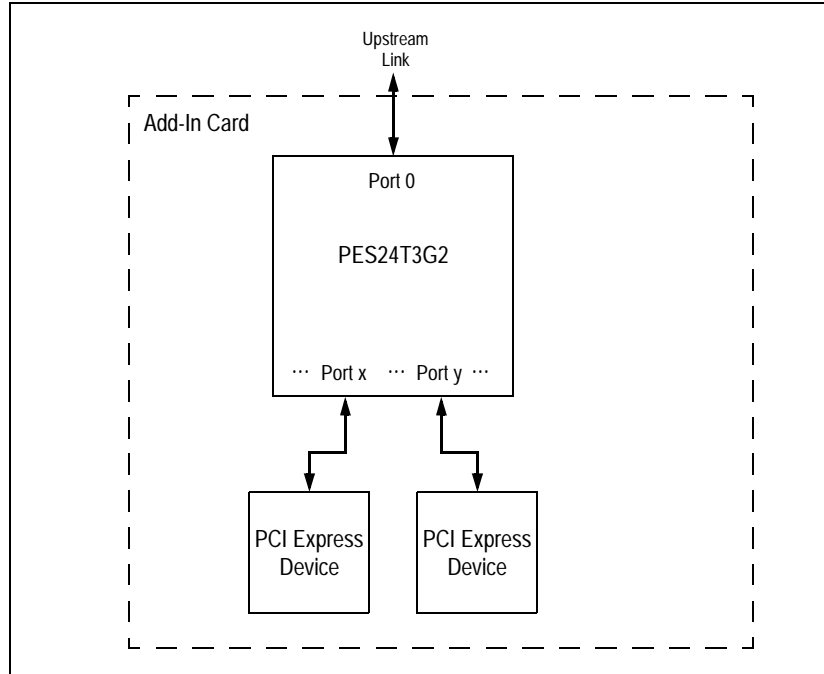 Upstream
Link
Add-In Card
Port 0
PES24T3G2
··· Port x ··· Port y ···
PCI Express
Device
PCI Express
Device